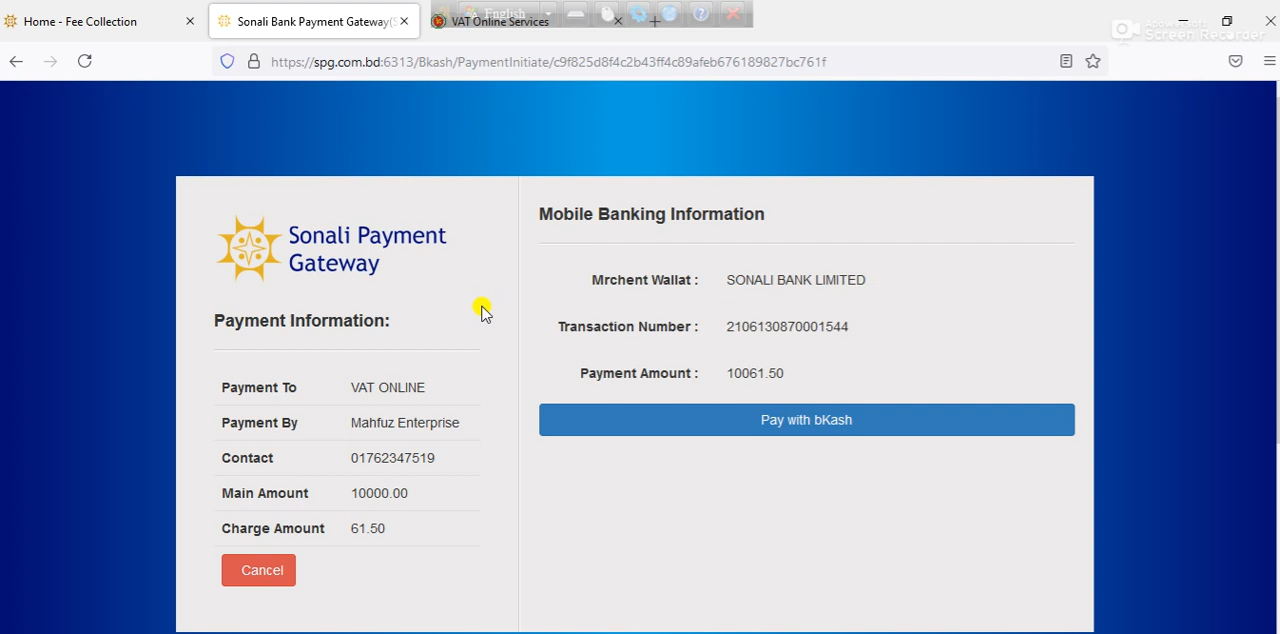 Home - Fee Collection
Sonali Bank Payment Gateway(S
English
VAT Online Services
Screen Recorder
https://spg.com.bd:6313/Bkash/PaymentInitiate/c9f825d8f4c2b43ff4c89afeb676189827bc761f
Sonali Payment
Gateway
Payment Information:
Payment To VAT ONLINE
Payment By Mahfuz Enterprise
Contact 01762347519
Main Amount 10000.00
Charge Amount 61.50
Cancel
Mobile Banking Information
Mrchent Wallat : SONALI BANK LIMITED
Transaction Number : 2106130870001544
Payment Amount : 10061.50
Pay with bKash